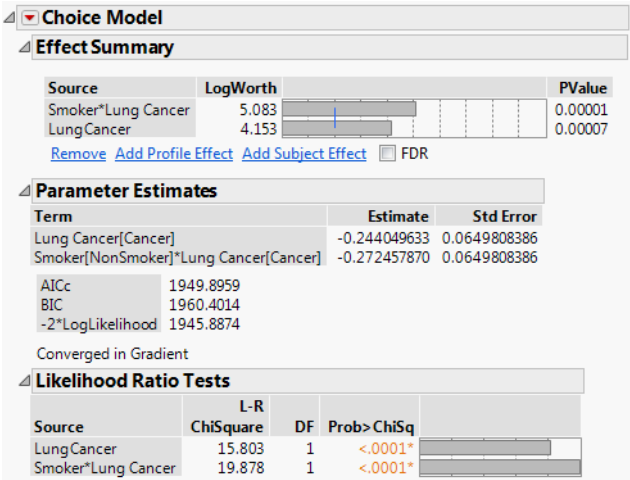 Choice Model
Effect Summary
Source LogWorth PValue
Smoker*Lung Cancer 5.083 0.00001
LungCancer 4.153 0.00007
Remove Add Profile Effect Add Subject Effect FDR
Parameter Estimates
Term Estimate Std Error
Lung Cancer[Cancer] -0.244049633 0.0649808386
Smoker[NonSmoker]*Lung Cancer[Cancer] -0.272457870 0.0649808386
AICc 1949.8959
BIC 1960.4014
-2*LogLikelihood 1945.8874
Converged in Gradient
Likelihood Ratio Tests
L-R
Source ChiSquare DF Prob>ChiSq
LungCancer 15.803 1 <.0001*
Smoker*Lung Cancer 19.878 1 <.0001*